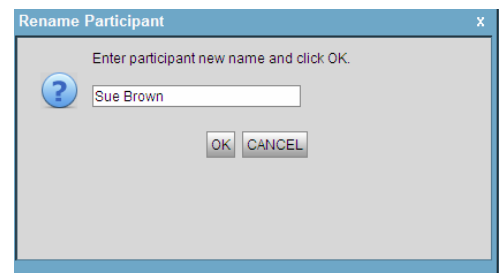 Rename Participant x
Enter participant new name and click OK.
?
Sue Brown
OK CANCEL